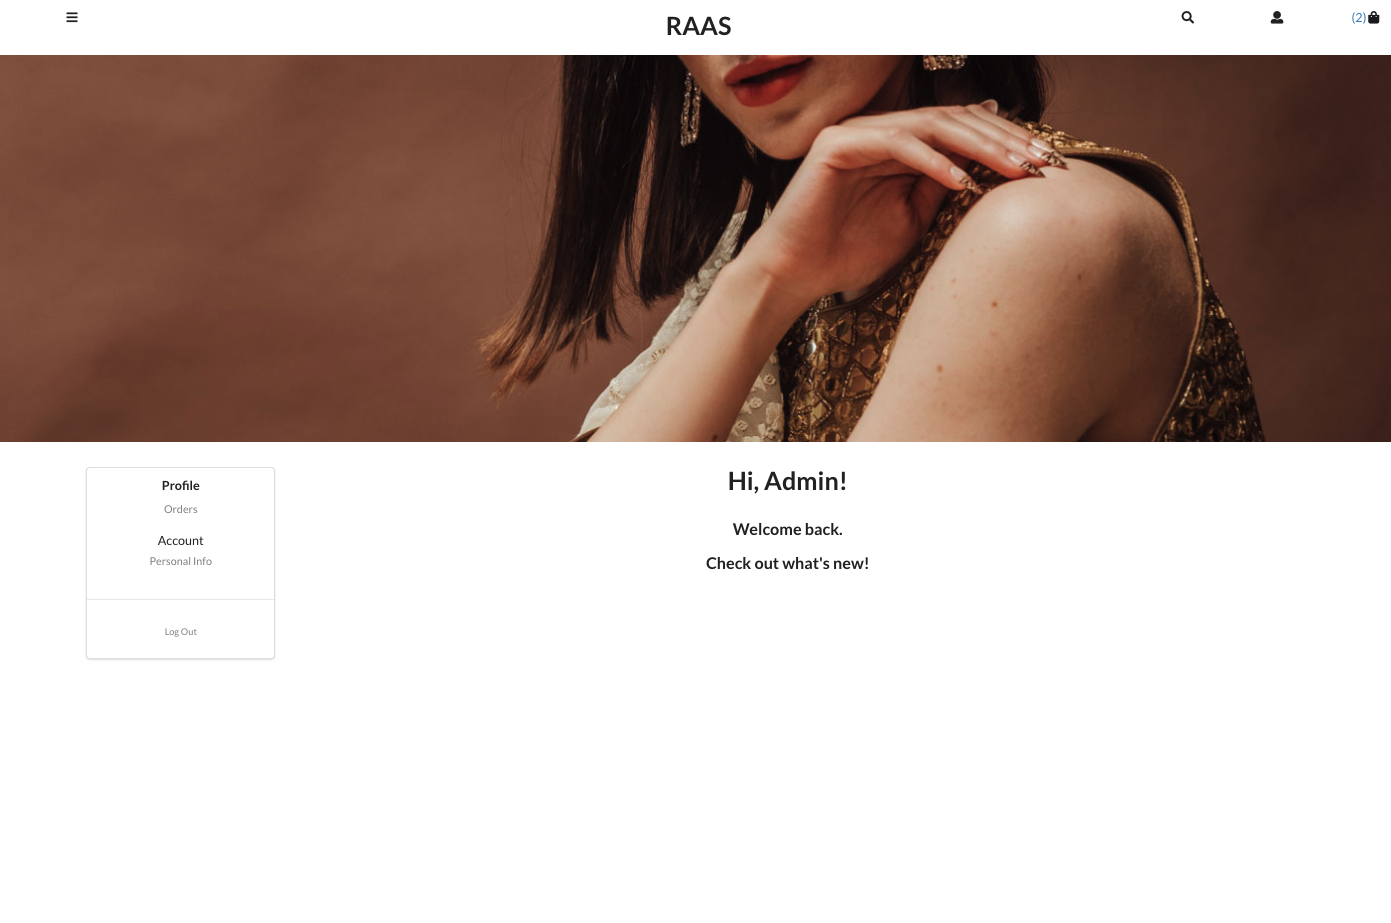 RAAS
(2)
Profile
Orders
Account
Personal Info
Log Out
Hi, Admin!
Welcome back.
Check out what's new!